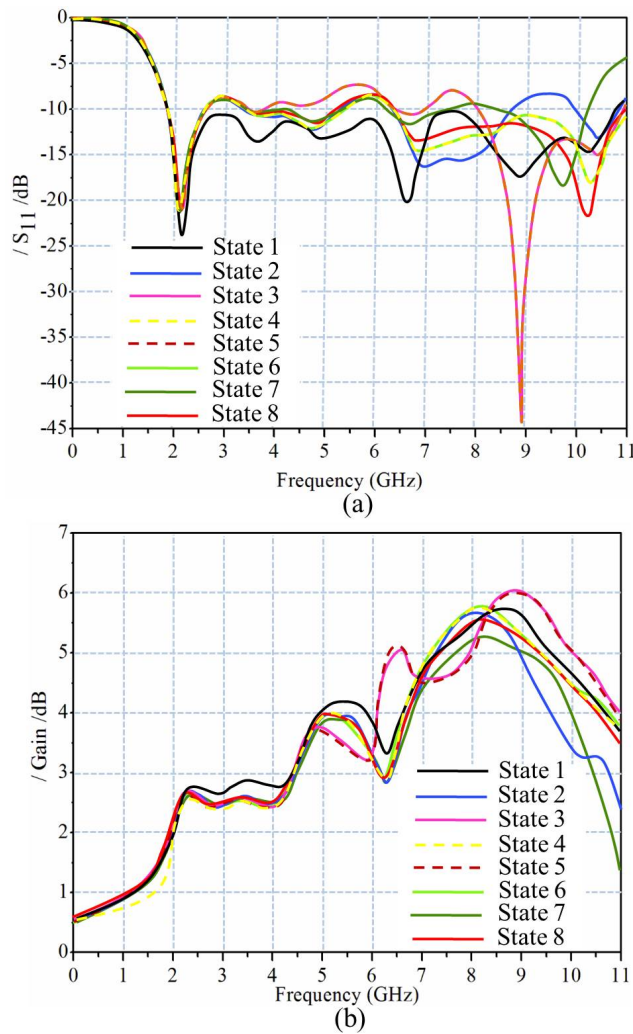 0
-5
-10
-15
-20
-25
-30
-35
-40
-45
/ S11 /dB
State 1
State 2
State 3
State 4
State 5
State 6
State 7
State 8
0 1 2 3 4 5 6 7 8 9 10 11
Frequency (GHz)
(a)
7
6
5
4
3
2
1
0
/ Gain /dB
State 1
State 2
State 3
State 4
State 5
State 6
State 7
State 8
0 1 2 3 4 5 6 7 8 9 10 11
Frequency (GHz)
(b)